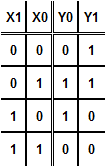 X1 X0 Y0 Y1
0 0 0 1
0 1 1 1
1 0 1 0
1 1 0 0